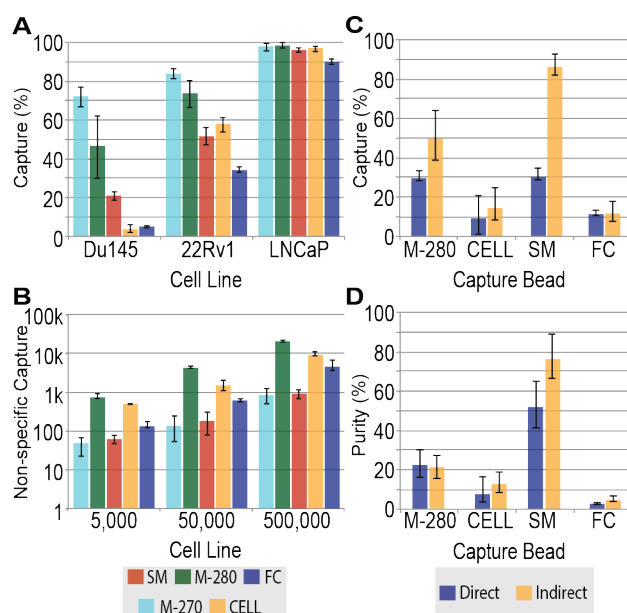 A
Capture (%)
100
80
60
40
20
0
Du145 22Rv1 LNCaP
Cell Line
B
Non-specific Capture
100k
10k
1k
100
10
1
5,000 50,000 500,000
Cell Line
SM M-280 FC
M-270 CELL
C
Capture (%)
100
80
60
40
20
0
M-280 CELL SM FC
Capture Bead
D
Purity (%)
100
80
60
40
20
0
M-280 CELL SM FC
Capture Bead
Direct Indirect